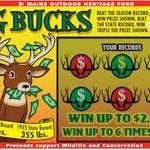 MAINE OUTDOOR HERITAGE FUND
G BUCKS
BEAT THE SEASON RECORD,
WIN PRIZE SHOWN. BEAT
THE STATE RECORD, WIN
TRIPLE THE PRIZE SHOWN.
YOUR RECORDS
Record
lbs.
1955 State Record
355 lbs.
WIN UP TO $2,
WIN UP TO 6 TIMES
Proceeds Support Wildlife and Conservation